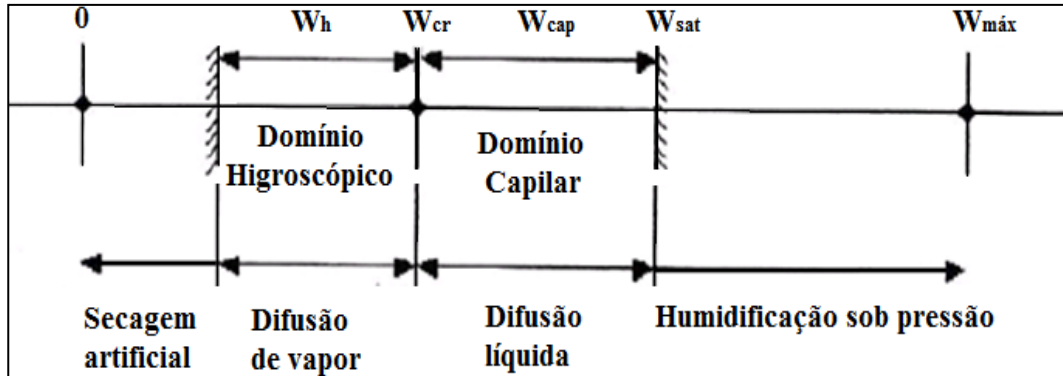 0 Wh Wcr Wcap Wsat Wmáx
Domínio
Higroscópico
Domínio
Capilar
Secagem
artificial
Difusão
de vapor
Difusão
líquida
Humidificação sob pressão